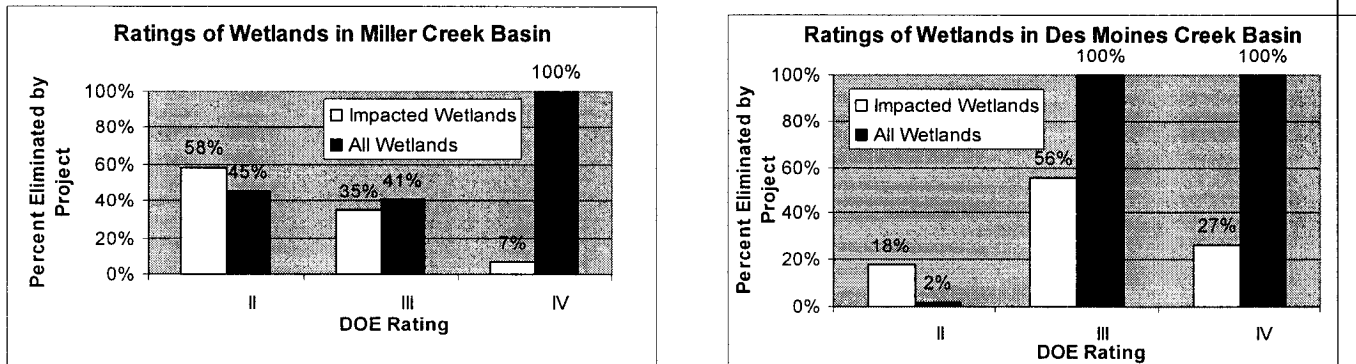 Ratings of Wetlands in Miller Creek Basin
Percent Eliminated by
Project
100%
80%
60%
40%
20%
0%
Impacted Wetlands
All Wetlands
58%
45%
35%
41%
7%
100%
II
III
IV
DOE Rating
Ratings of Wetlands in Des Moines Creek Basin
Percent Eliminated by
Project
100%
80%
60%
40%
20%
0%
Impacted Wetlands
All Wetlands
18%
2%
56%
100%
27%
100%
II
III
IV
DOE Rating